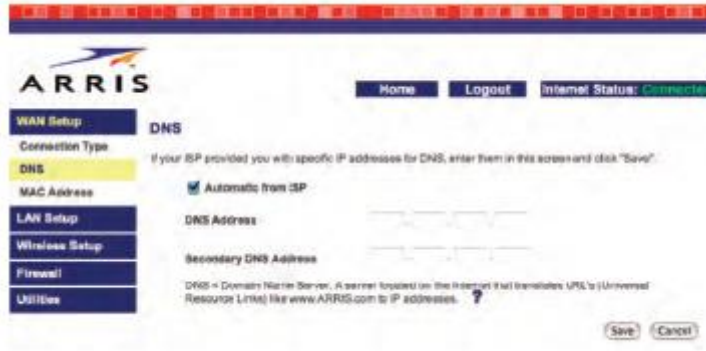 ARRIS
Home Logout Internet Status: Connected
WAN Setup
Connection Type
DNS
MAC Address
LAN Setup
Wireless Setup
Firewall
Utilities
DNS
If your ISP provided you with specific IP addresses for DNS, enter them in this screen and click "Save".
Automatic from ISP
DNS Address
Secondary DNS Address
DNS = Domain Name Server. A server located on the Internet that translates URL's (Universal
Resource Links) like www.ARRIS.com to IP addresses. ?
Save Cancel